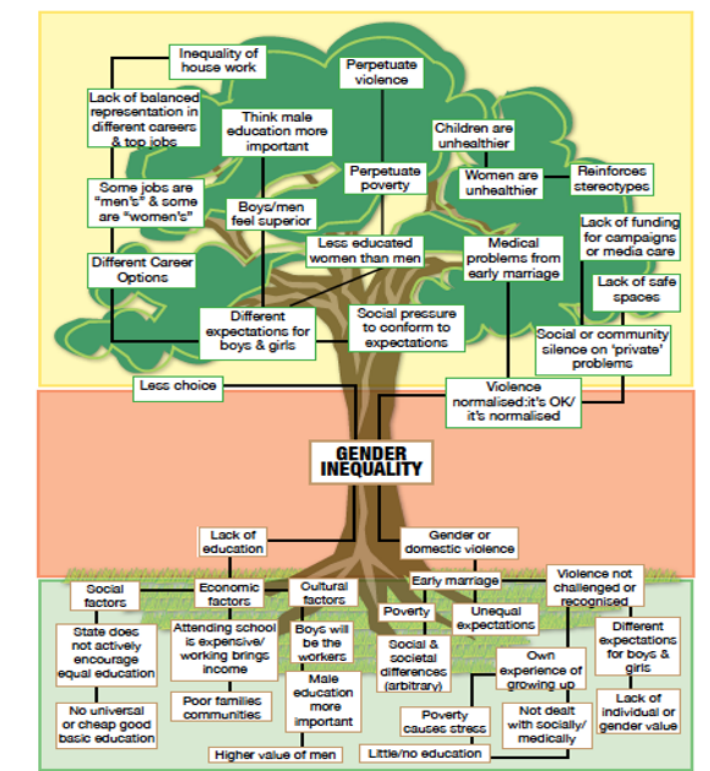 Inequality of
house work
Perpetuate
violence
Lack of balanced
representation in
different careers
& top jobs
Think male
education more
important
Children are
unhealthier
Some jobs are
“men’s” & some
are “women’s”
Boys/men
feel superior
Perpetuate
poverty
Women are
unhealthier
Reinforces
stereotypes
Different Career
Options
Less educated
women than men
Medical
problems from
early marriage
Lack of funding
for campaigns
or media care
Lack of safe
spaces
Different
expectations for
boys & girls
Social pressure
to conform to
expectations
Social or community
silence on ‘private’
problems
Less choice
Violence
normalised:it’s OK/
it’s normalised
GENDER
INEQUALITY
Lack of
education
Gender or
domestic violence
Social
factors
Economic
factors
Cultural
factors
Early marriage
Violence not
challenged or
recognised
Poverty
Unequal
expectations
State does
not actively
encourage
equal education
Attending school
is expensive/
working brings
income
Boys will
be the
workers
Social &
societal
differences
(arbitrary)
Own
experience of
growing up
Different
expectations
for boys &
girls
No universal
or cheap good
basic education
Poor families
communities
Male
education
more
important
Poverty
causes stress
Not dealt
with socially/
medically
Lack of
individual or
gender value
Higher value of men
Little/no education